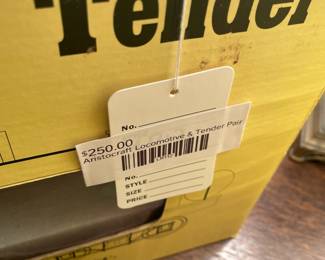 Tender
No.
$250.00
Aristocraft Locomotive & Tender Pair
No.
STYLE
SIZE
PRICE